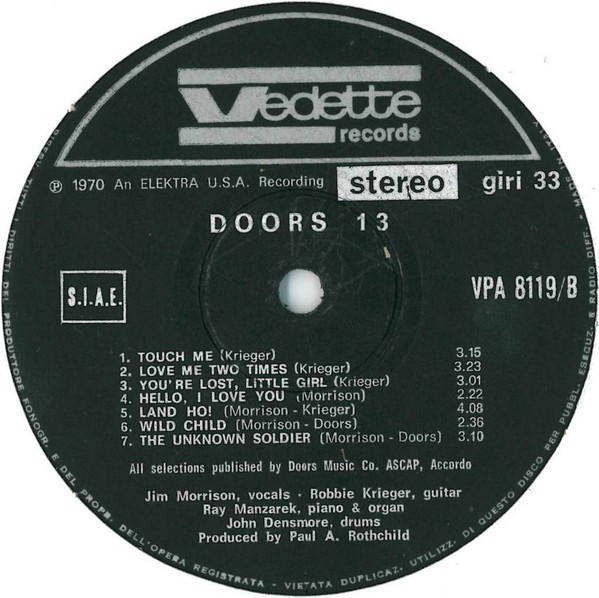 Vedette
records
℗ 1970 An ELEKTRA U.S.A. Recording stereo giri 33
DOORS 13
S.I.A.E.
VPA 8119/B
1. TOUCH ME (Krieger) 3.15
2. LOVE ME TWO TIMES (Krieger) 3.23
3. YOU'RE LOST, LITTLE GIRL (Krieger) 3.01
4. HELLO, I LOVE YOU (Morrison) 2.22
5. LAND HO! (Morrison - Krieger) 4.08
6. WILD CHILD (Morrison - Doors) 2.36
7. THE UNKNOWN SOLDIER (Morrison - Doors) 3.10
All selections published by Doors Music Co. ASCAP, Accordo
Jim Morrison, vocals · Robbie Krieger, guitar
Ray Manzarek, piano & organ
John Densmore, drums
Produced by Paul A. Rothchild
TUTTI I DIRITTI DEL PRODUTTORE FONOGR. E DEL PROPR. DELL'OPERA REGISTRATA - VIETATA DUPLICAZ. UTILIZZ. DI QUESTO DISCO PER PUBBL. ESECUZ. E RADIO DIFF.